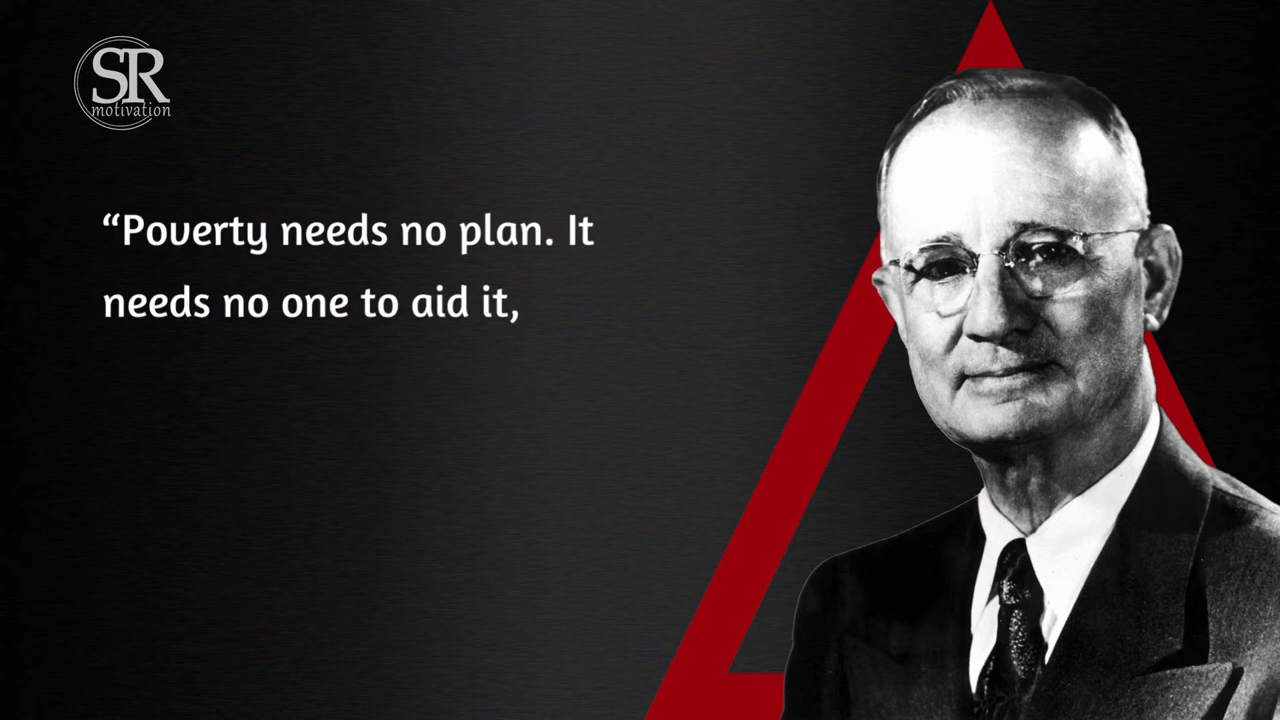 SR
motivation
“Poverty needs no plan. It
needs no one to aid it,